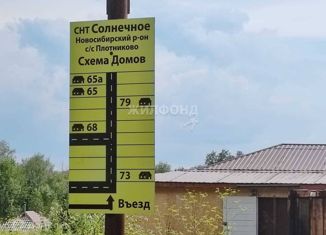 СНТ Солнечное
Новосибирский р-он
с/с Плотниково
Схема Домов
65а
65
79
68
73
Въезд
ЖИЛФОНД